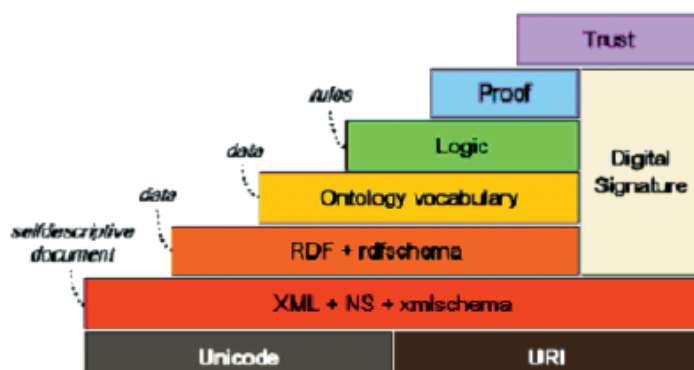 Trust
rules
Proof
data
Logic
Digital
Signature
data
Ontology vocabulary
selfdescriptive
document
RDF + rdfschema
XML + NS + xmlschema
Unicode
URI